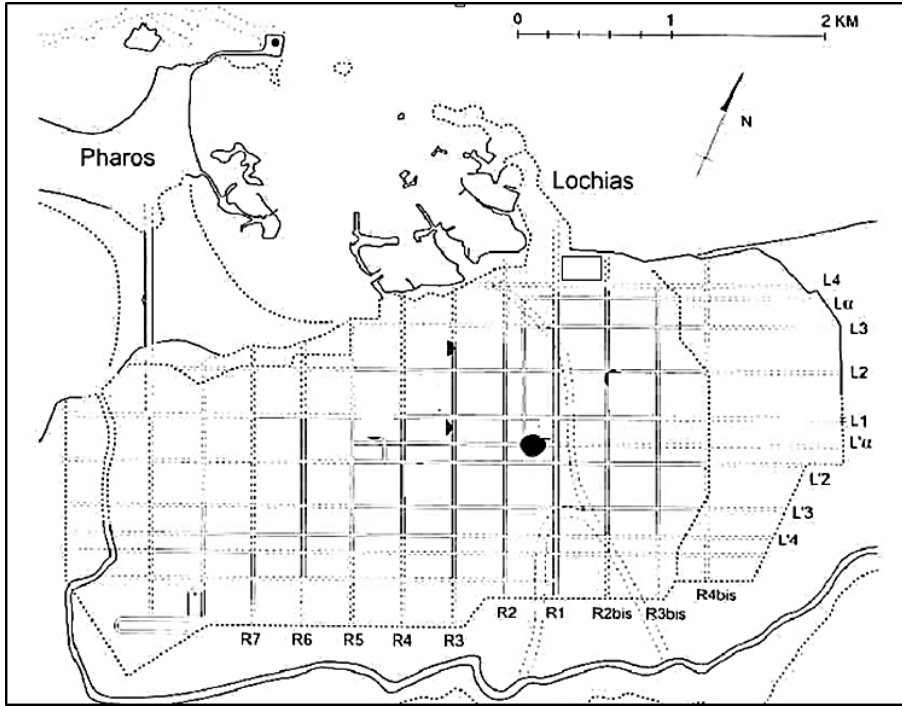 0 1 2 KM
N
Pharos
Lochias
L4
Lα
L3
L2
L1
L'α
L'2
L'3
L'4
R7 R6 R5 R4 R3 R2 R1 R2bis R3bis R4bis